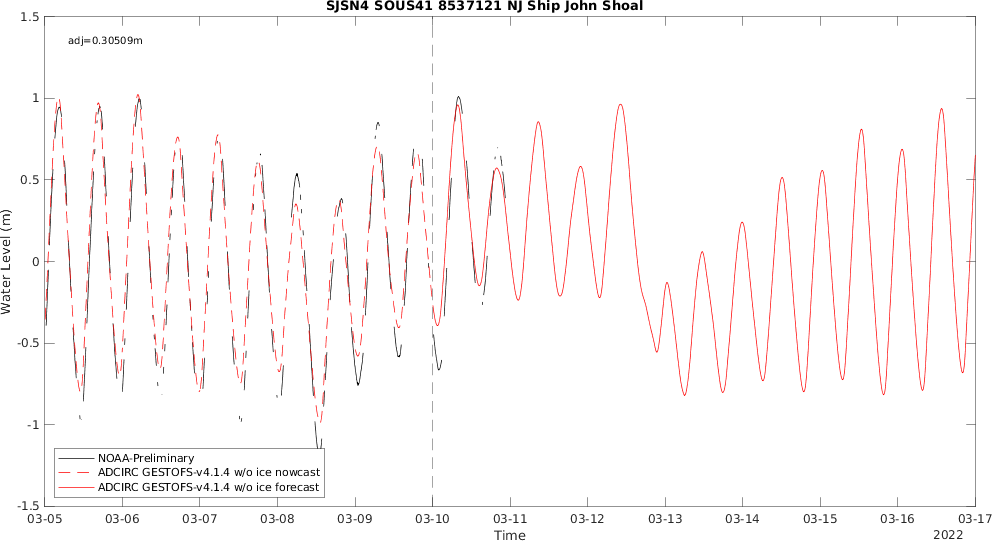 SJSN4 SOUS41 8537121 NJ Ship John Shoal
adj=0.30509m
1.5
1
0.5
0
-0.5
-1
-1.5
Water Level (m)
NOAA-Preliminary
ADCIRC GESTOFS-v4.1.4 w/o ice nowcast
ADCIRC GESTOFS-v4.1.4 w/o ice forecast
03-05 03-06 03-07 03-08 03-09 03-10 03-11 03-12 03-13 03-14 03-15 03-16 03-17
Time
2022